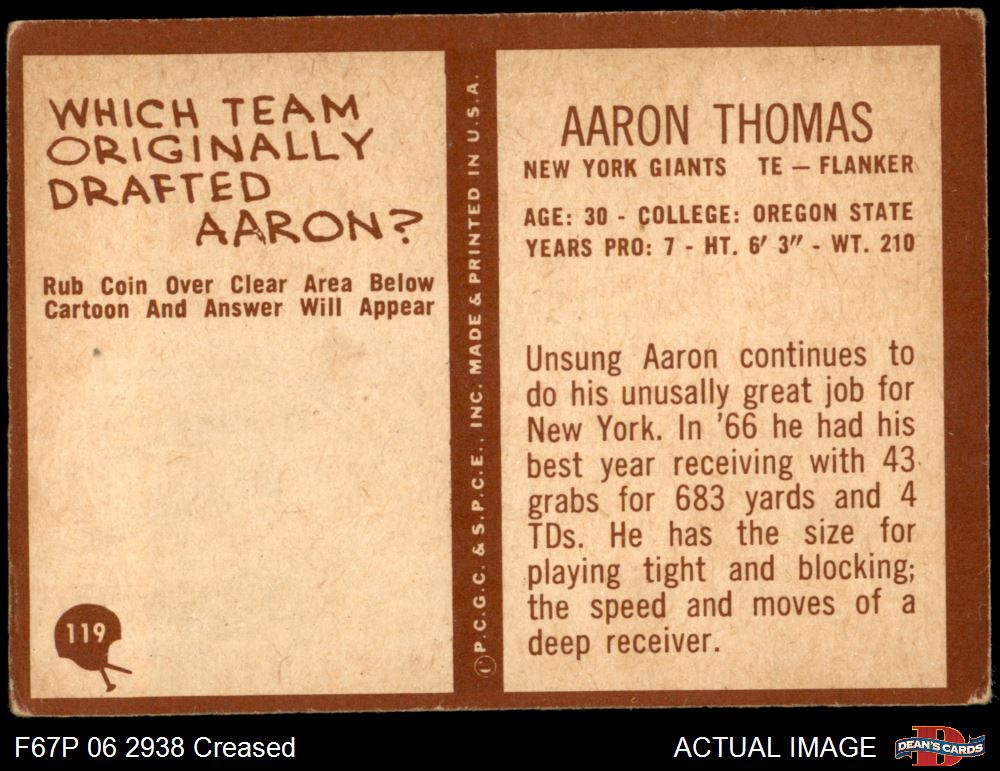 WHICH TEAM
ORIGINALLY
DRAFTED
AARON?
Rub Coin Over Clear Area Below
Cartoon And Answer Will Appear
119
© P.C.G.C. & S.P.C.E., INC. MADE & PRINTED IN U.S.A.
AARON THOMAS
NEW YORK GIANTS TE — FLANKER
AGE: 30 - COLLEGE: OREGON STATE
YEARS PRO: 7 - HT. 6′ 3″ - WT. 210
Unsung Aaron continues to
do his unusally great job for
New York. In '66 he had his
best year receiving with 43
grabs for 683 yards and 4
TDs. He has the size for
playing tight and blocking;
the speed and moves of a
deep receiver.
F67P 06 2938 Creased
ACTUAL IMAGE
D
DEAN'S CARDS